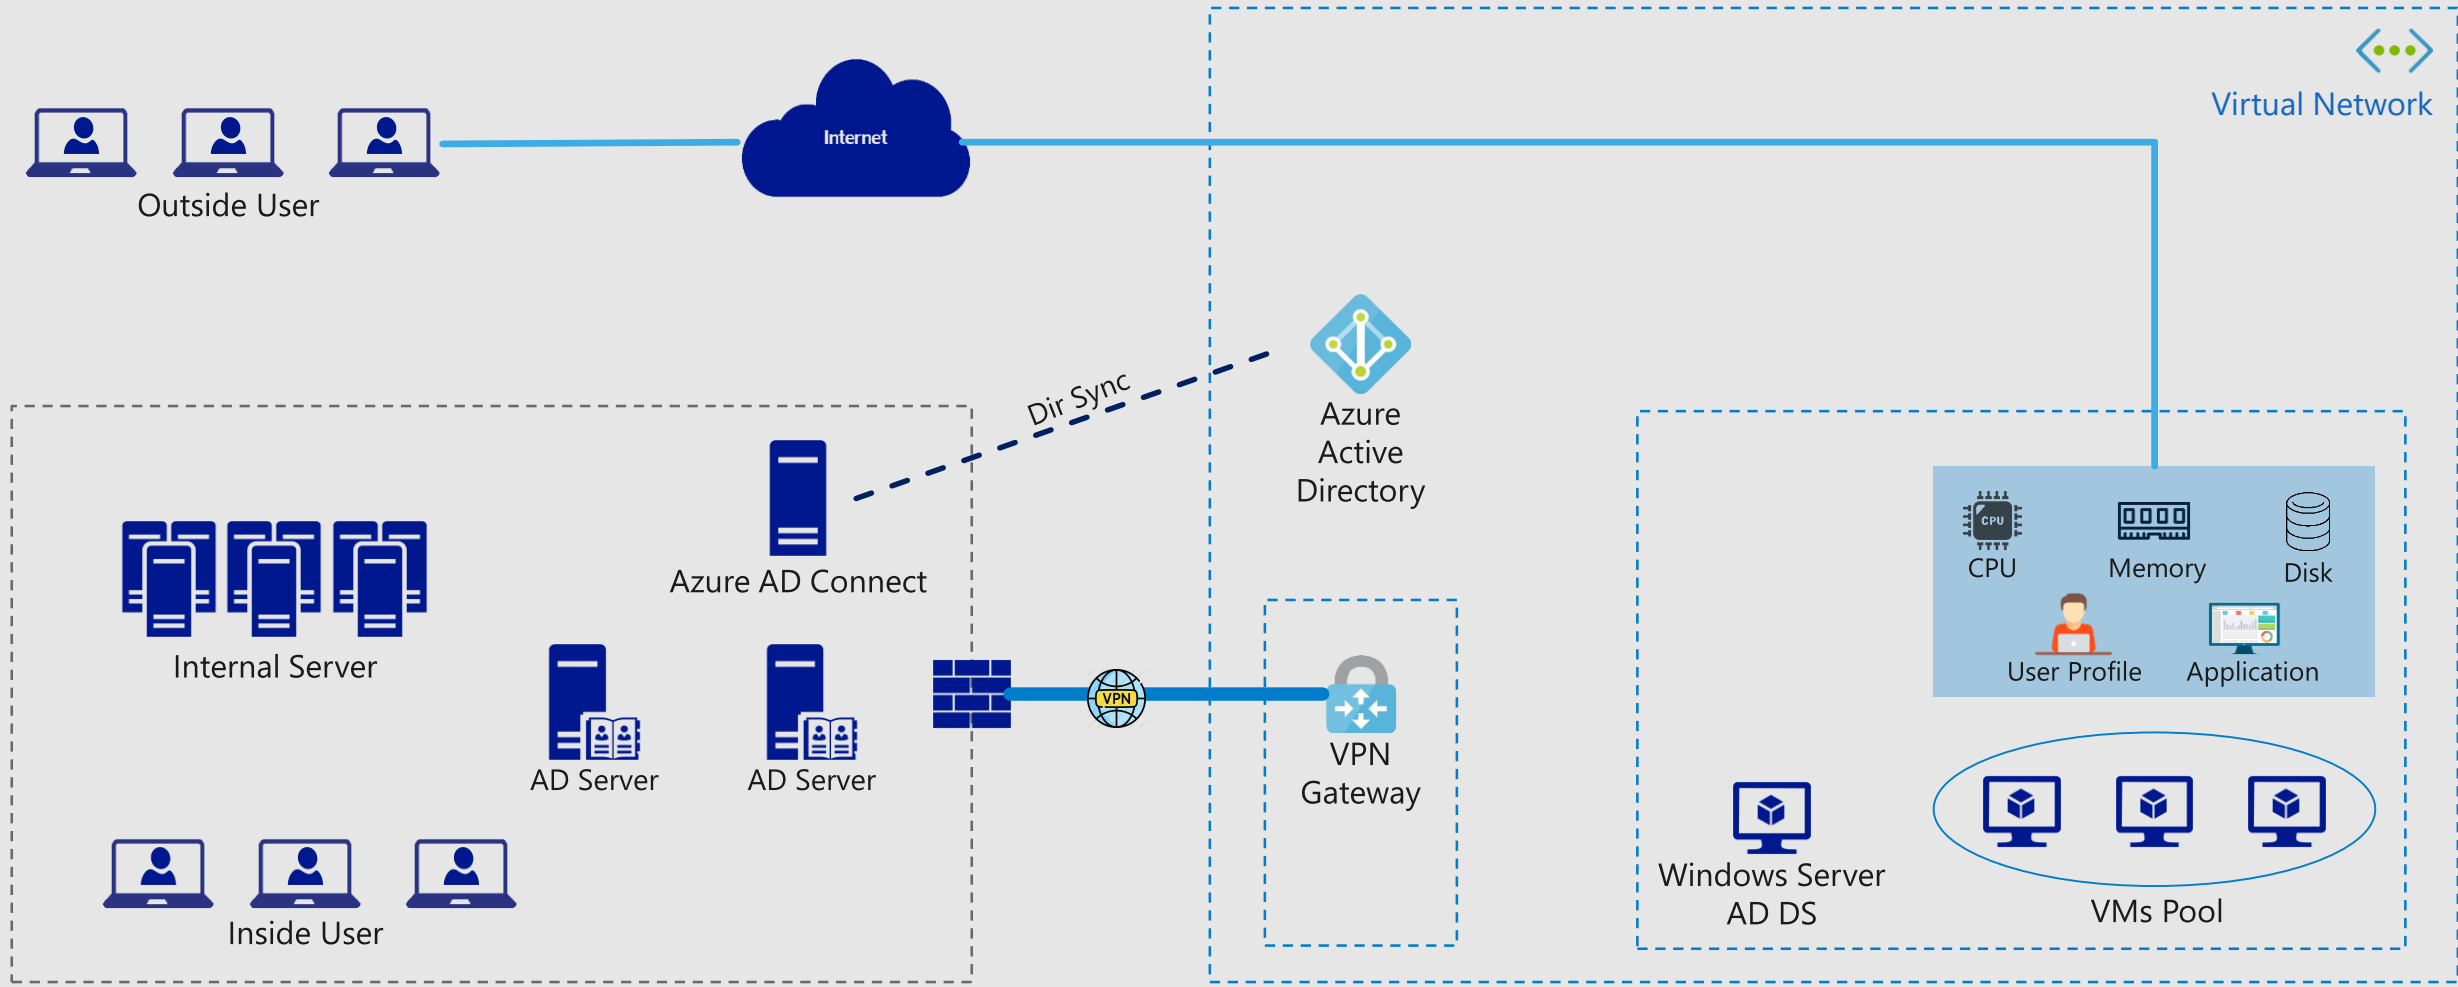 Virtual Network
Internet
Outside User
Dir Sync
Azure
Active
Directory
Azure AD Connect
Internal Server
AD Server
AD Server
Inside User
VPN
VPN
Gateway
CPU
CPU
Memory
Disk
User Profile
Application
Windows Server
AD DS
VMs Pool